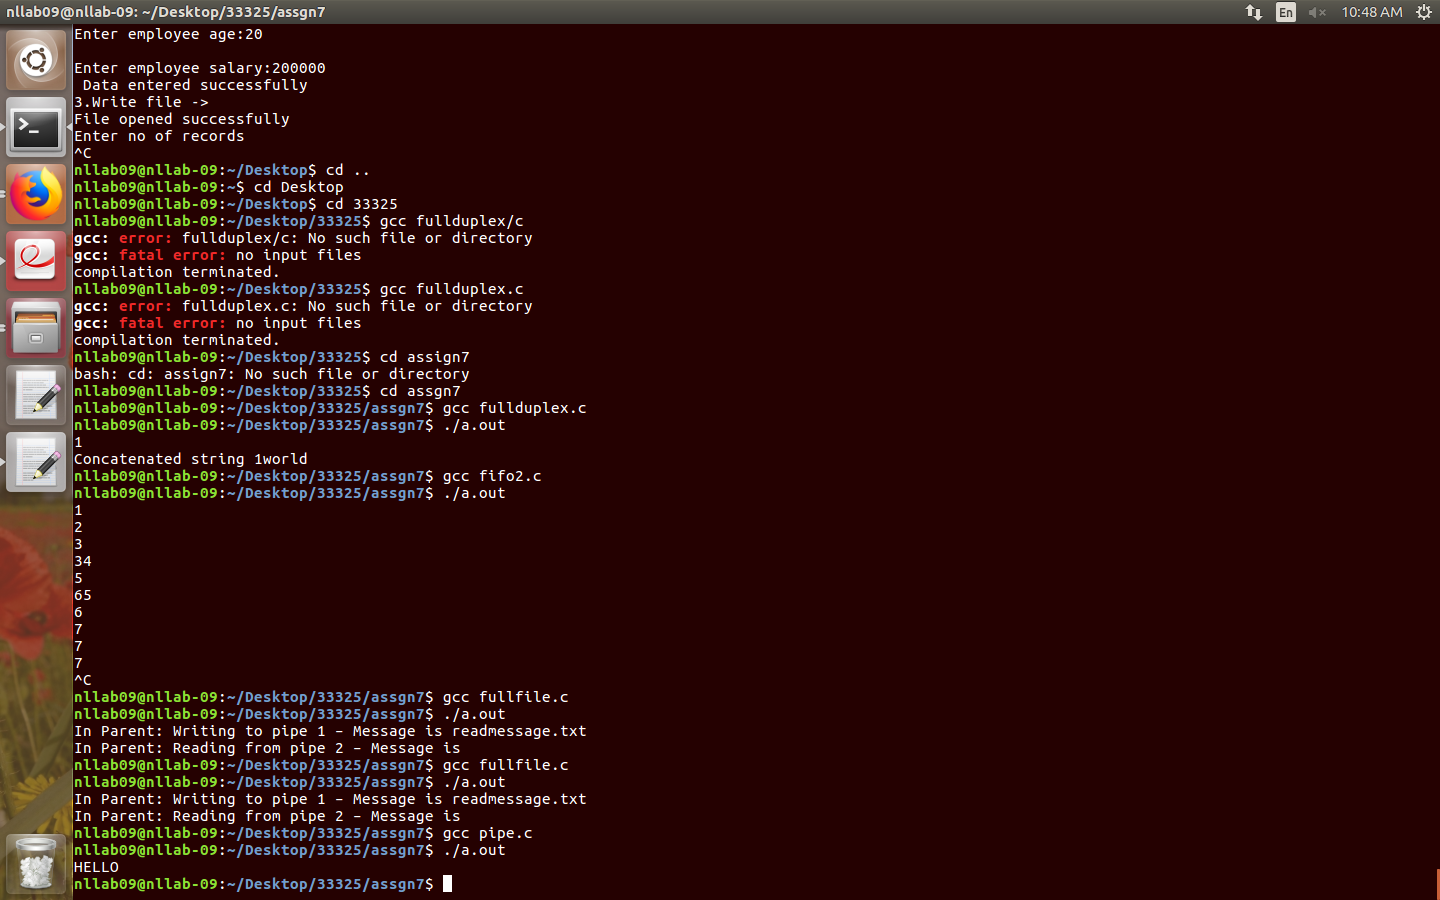 nllab09@nllab-09: ~/Desktop/33325/assgn7
En
10:48 AM
Enter employee age:20
Enter employee salary:200000
 Data entered successfully
3.Write file ->
File opened successfully
Enter no of records
^C
nllab09@nllab-09:~/Desktop$ cd ..
nllab09@nllab-09:~$ cd Desktop
nllab09@nllab-09:~/Desktop$ cd 33325
nllab09@nllab-09:~/Desktop/33325$ gcc fullduplex/c
gcc: error: fullduplex/c: No such file or directory
gcc: fatal error: no input files
compilation terminated.
nllab09@nllab-09:~/Desktop/33325$ gcc fullduplex.c
gcc: error: fullduplex.c: No such file or directory
gcc: fatal error: no input files
compilation terminated.
nllab09@nllab-09:~/Desktop/33325$ cd assign7
bash: cd: assign7: No such file or directory
nllab09@nllab-09:~/Desktop/33325$ cd assgn7
nllab09@nllab-09:~/Desktop/33325/assgn7$ gcc fullduplex.c
nllab09@nllab-09:~/Desktop/33325/assgn7$ ./a.out
1
Concatenated string 1world
nllab09@nllab-09:~/Desktop/33325/assgn7$ gcc fifo2.c
nllab09@nllab-09:~/Desktop/33325/assgn7$ ./a.out
1
2
3
34
5
65
6
7
7
7
^C
nllab09@nllab-09:~/Desktop/33325/assgn7$ gcc fullfile.c
nllab09@nllab-09:~/Desktop/33325/assgn7$ ./a.out
In Parent: Writing to pipe 1 – Message is readmessage.txt
In Parent: Reading from pipe 2 – Message is
nllab09@nllab-09:~/Desktop/33325/assgn7$ gcc fullfile.c
nllab09@nllab-09:~/Desktop/33325/assgn7$ ./a.out
In Parent: Writing to pipe 1 – Message is readmessage.txt
In Parent: Reading from pipe 2 – Message is
nllab09@nllab-09:~/Desktop/33325/assgn7$ gcc pipe.c
nllab09@nllab-09:~/Desktop/33325/assgn7$ ./a.out
HELLO
nllab09@nllab-09:~/Desktop/33325/assgn7$